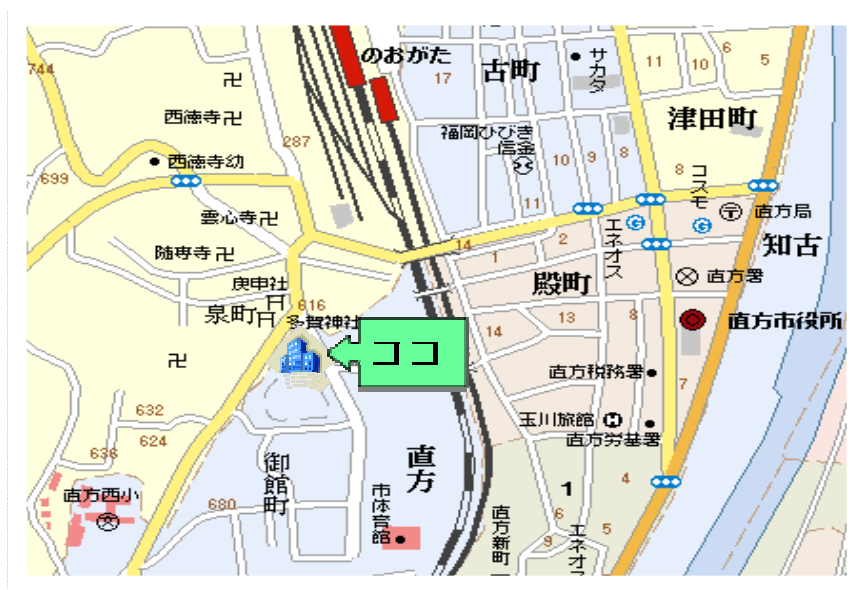 のおがた
古町
サカタ
11
10
6
5
744
卍
17
津田町
西徳寺卍
福岡ひびき
信金
287
西徳寺幼
10
9
8
8
コスモ
699
11
雲心寺卍
14
2
エネオス
G
G
〒
直方局
随専寺卍
1
殿町
知古
直方署
庚申社
616
泉町
多賀神社
13
8
直方市役所
14
ココ
卍
直方税務署
7
632
玉川旅館
H
624
直方労基署
636
御館町
直方
直方西小
文
680
市体育館
1
4
直方新町
6
5
9
エネオス